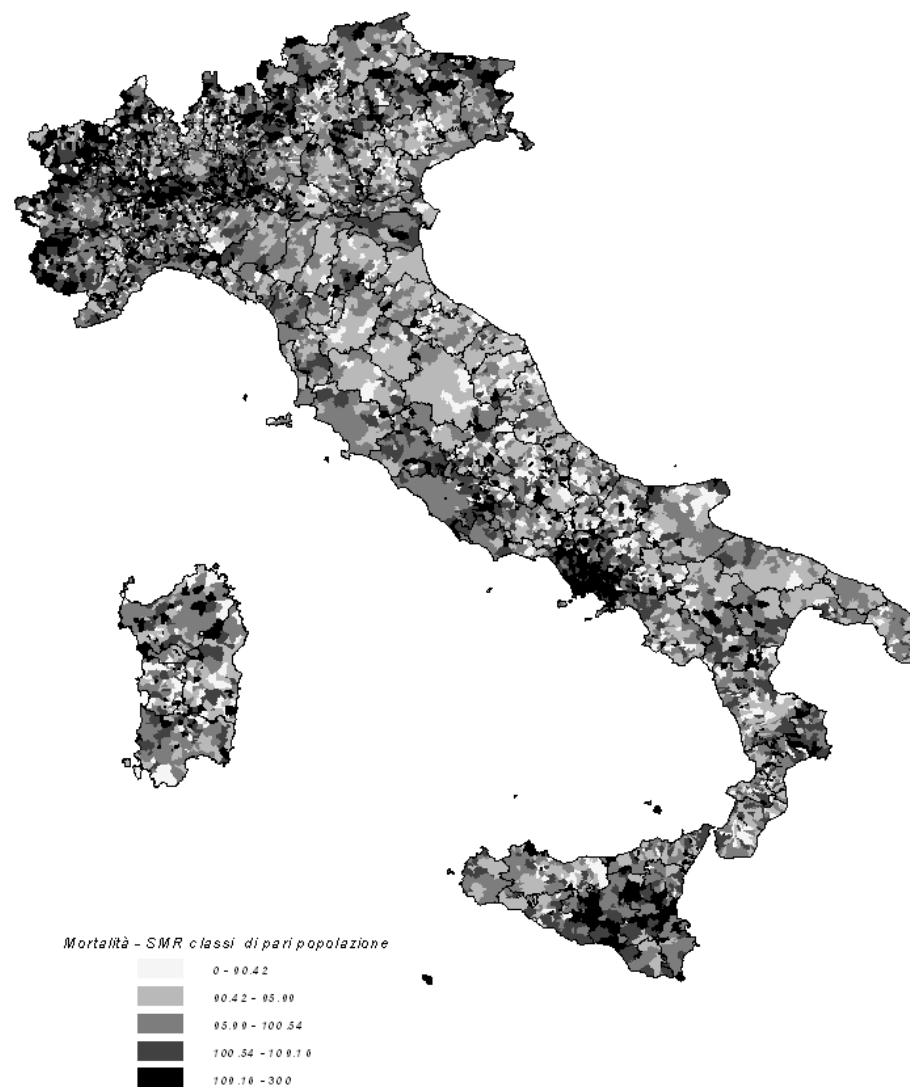 Mortalità - SMR classi di pari popolazione
0 - 90.42
90.42 - 95.99
95.99 - 100.54
100.54 - 109.16
109.16 - 300